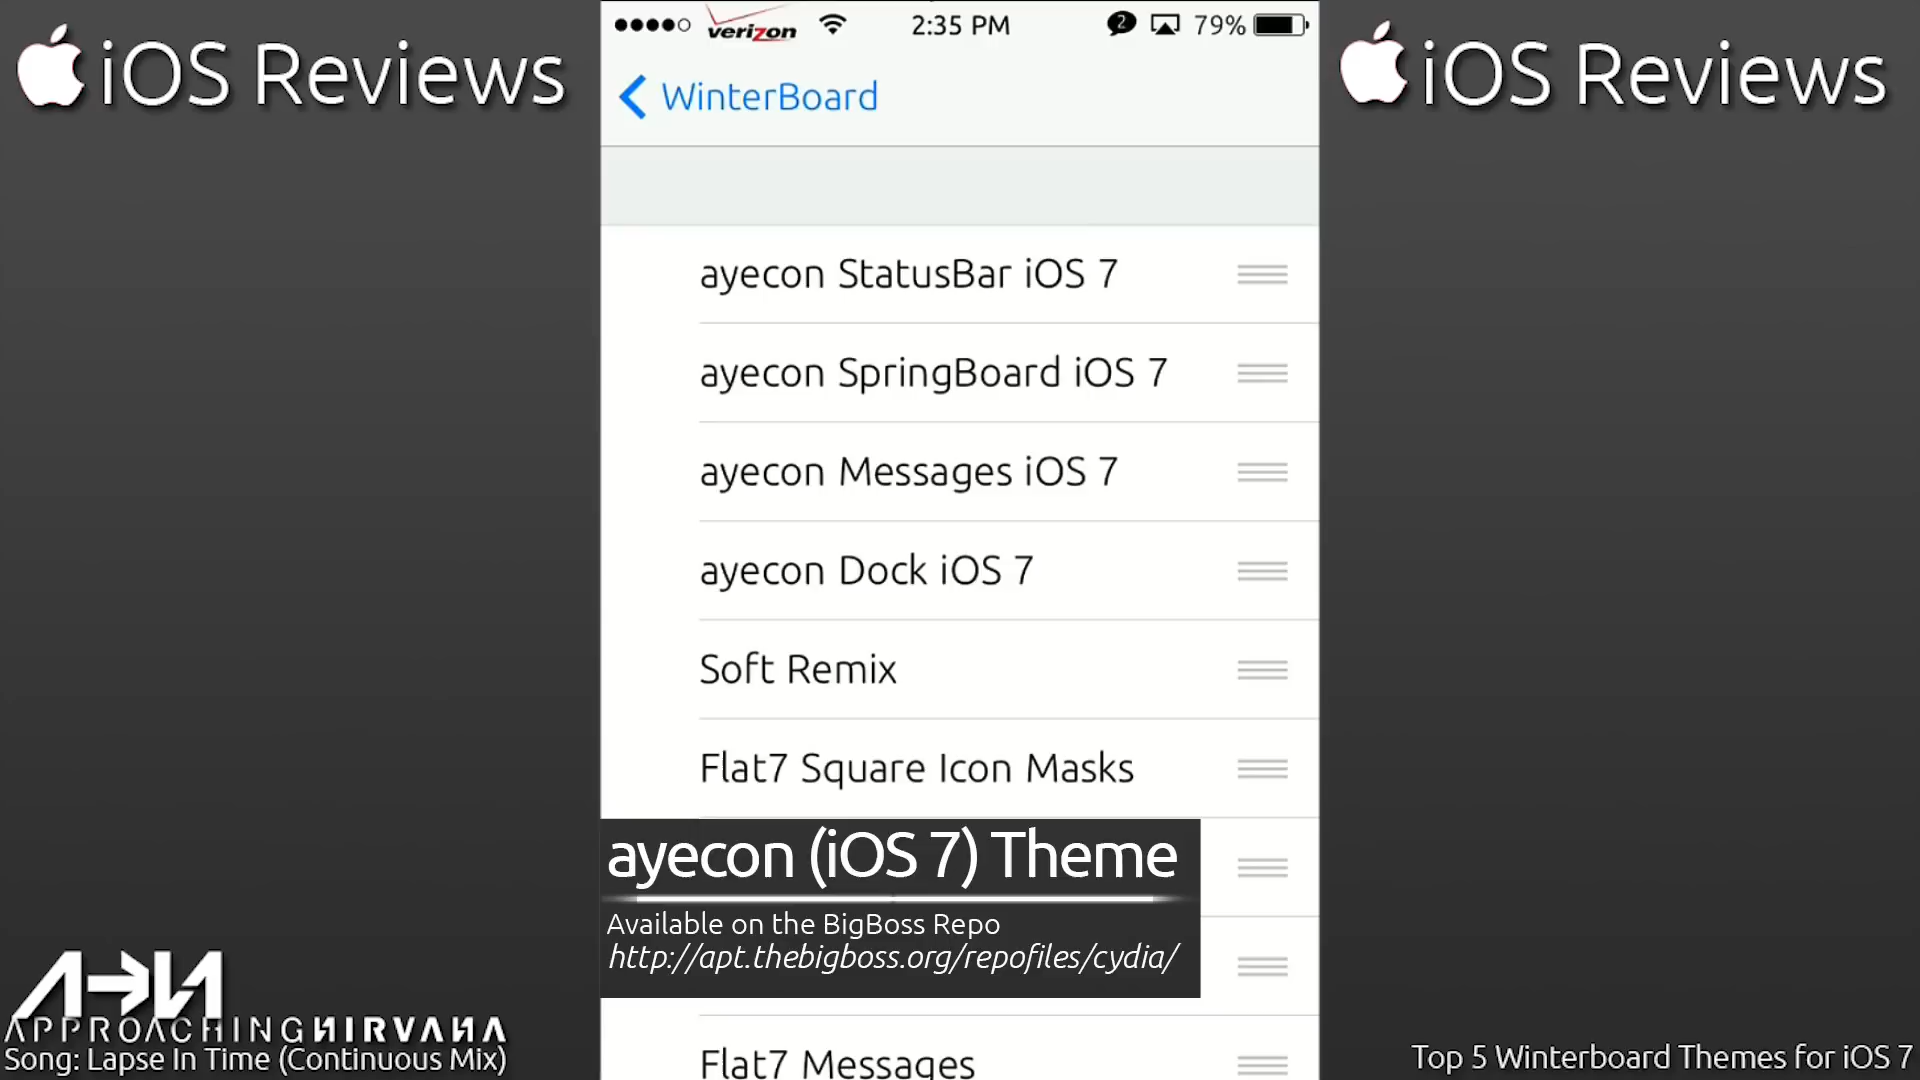 iOS Reviews
verizon
2:35 PM
2
79%
iOS Reviews
WinterBoard
ayecon StatusBar iOS 7
ayecon SpringBoard iOS 7
ayecon Messages iOS 7
ayecon Dock iOS 7
Soft Remix
Flat7 Square Icon Masks
ayecon (iOS 7) Theme
Available on the BigBoss Repo
http://apt.thebigboss.org/repofiles/cydia/
Flat7 Messages
APPROACHING NIRVANA
Song: Lapse In Time (Continuous Mix)
Top 5 Winterboard Themes for iOS 7